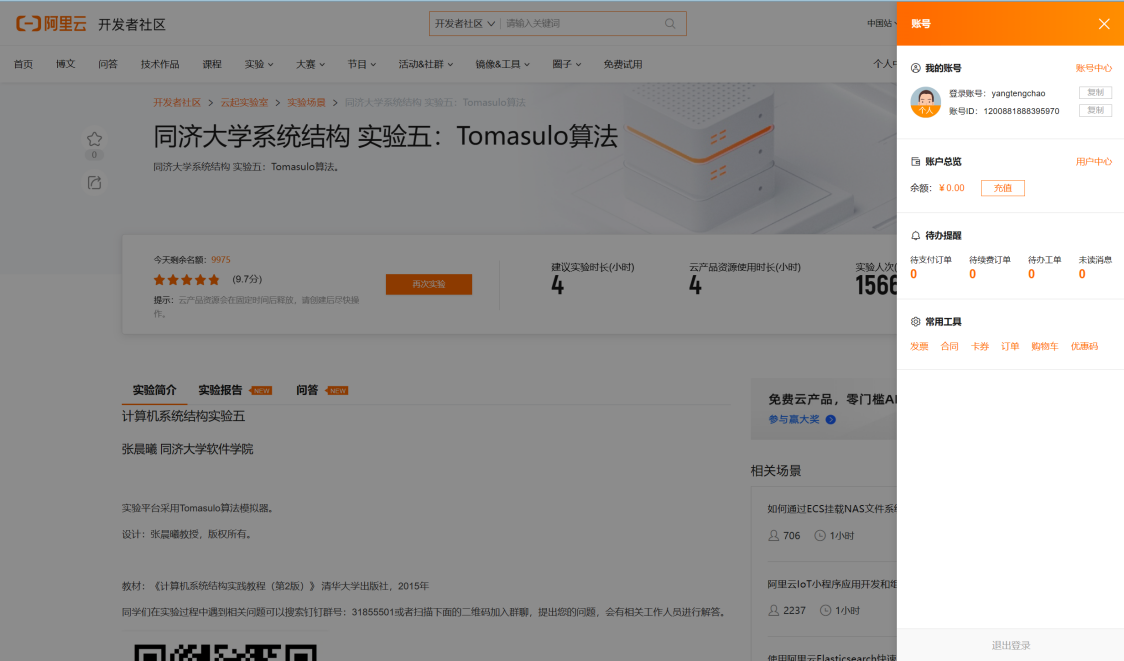 阿里云 开发者社区
开发者社区 请输入关键词
中国站
首页 博文 问答 技术作品 课程 实验 大赛 节目 活动&社群 镜像&工具 圈子 免费试用
个人中
开发者社区 > 云起实验室 > 实验场景 > 同济大学系统结构 实验五：Tomasulo算法
0
同济大学系统结构 实验五：Tomasulo算法
同济大学系统结构 实验五：Tomasulo算法。
今天剩余名额：9975
(9.7分)
提示：云产品资源会在固定时间后释放，请创建后尽快操
作。
再次实验
建议实验时长(小时)
4
云产品资源使用时长(小时)
4
实验人次(
1566
实验简介 实验报告 NEW 问答 NEW
计算机系统结构实验五
张晨曦 同济大学软件学院
实验平台采用Tomasulo算法模拟器。
设计：张晨曦教授，版权所有。
教材：《计算机系统结构实践教程（第2版）》 清华大学出版社，2015年
同学们在实验过程中遇到相关问题可以搜索钉钉群号：31855501或者扫描下面的二维码加入群聊，提出您的问题，会有相关工作人员进行解答。
免费云产品，零门槛AI
参与赢大奖
相关场景
如何通过ECS挂载NAS文件系
706 1小时
阿里云IoT小程序应用开发和
2237 1小时
使用阿里云Elasticsearch快速
账号
我的账号 账号中心
个人
登录账号：yangtengchao 复制
账号ID：1200881888395970 复制
账户总览 用户中心
余额：¥0.00 充值
待办提醒
待支付订单 待续费订单 待办工单 未读消息
0 0 0 0
常用工具
发票 合同 卡券 订单 购物车 优惠码
退出登录